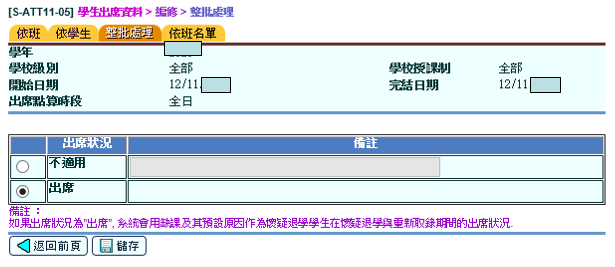 [S-ATT11-05] 學生出席資料 > 編修 > 整批處理
依班 依學生 整批處理 依班名單
學年
學校級別 全部 學校授課制 全部
開始日期 12/11 完結日期 12/11
出席點算時段 全日
出席狀況 備註
不適用
出席
備註 :
如果出席狀況為"出席", 系統會用缺課及其預設原因作為懷疑退學學生在懷疑退學與重新取錄期間的出席狀況.
返回前頁 儲存